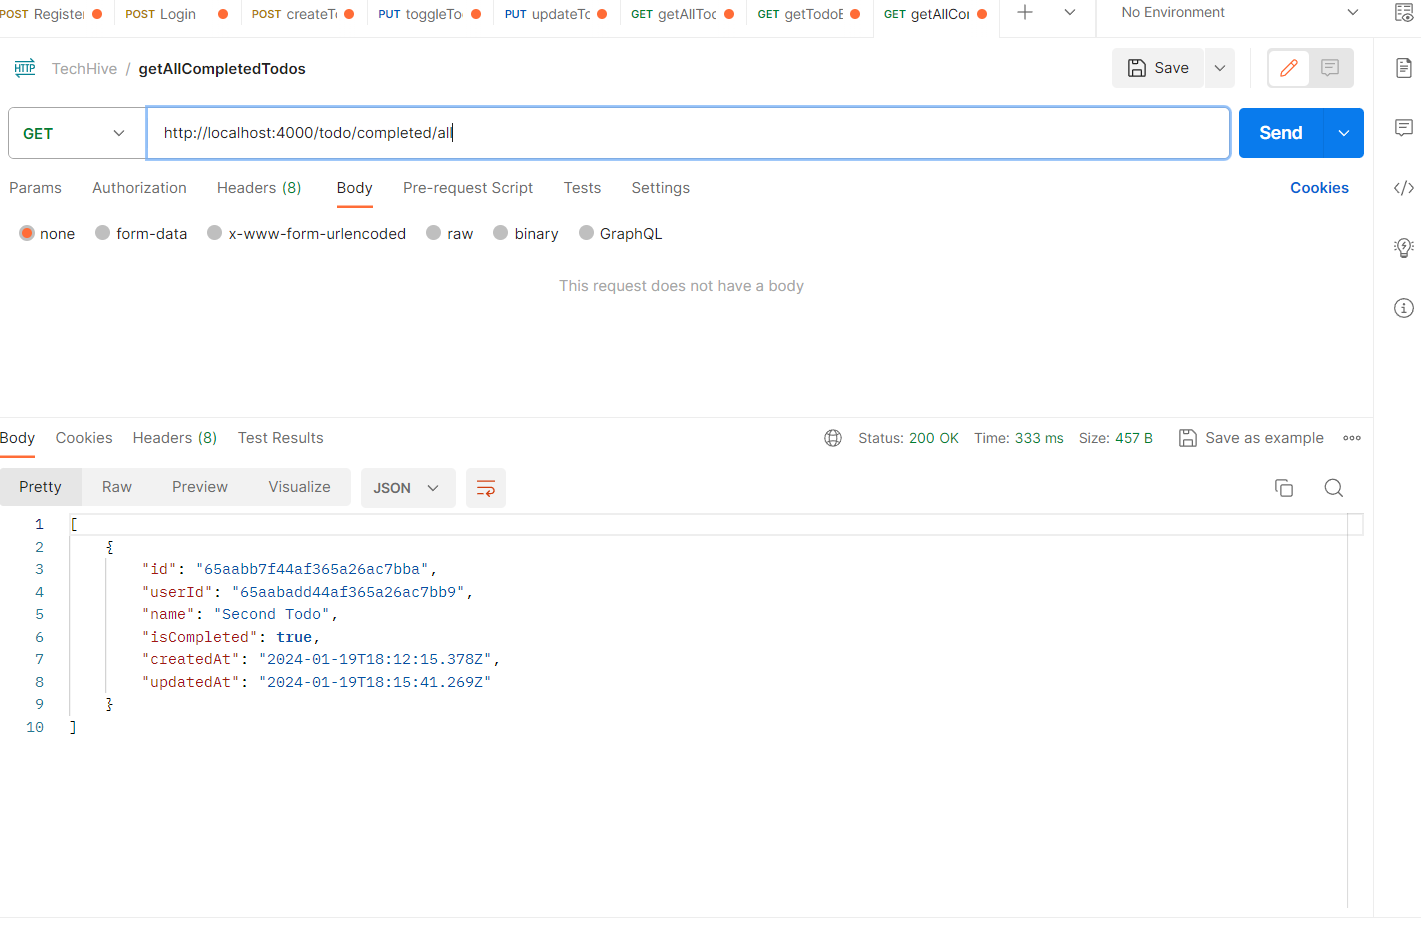 POST Register POST Login POST createTo PUT toggleTo PUT updateTo GET getAllTod GET getTodoB GET getAllCor No Environment
HTTP TechHive / getAllCompletedTodos Save
GET http://localhost:4000/todo/completed/all Send
Params Authorization Headers (8) Body Pre-request Script Tests Settings Cookies
none form-data x-www-form-urlencoded raw binary GraphQL
This request does not have a body
Body Cookies Headers (8) Test Results Status: 200 OK Time: 333 ms Size: 457 B Save as example
Pretty Raw Preview Visualize JSON
1 [
2 {
3 "id": "65aabb7f44af365a26ac7bba",
4 "userId": "65aabadd44af365a26ac7bb9",
5 "name": "Second Todo",
6 "isCompleted": true,
7 "createdAt": "2024-01-19T18:12:15.378Z",
8 "updatedAt": "2024-01-19T18:15:41.269Z"
9 }
10 ]